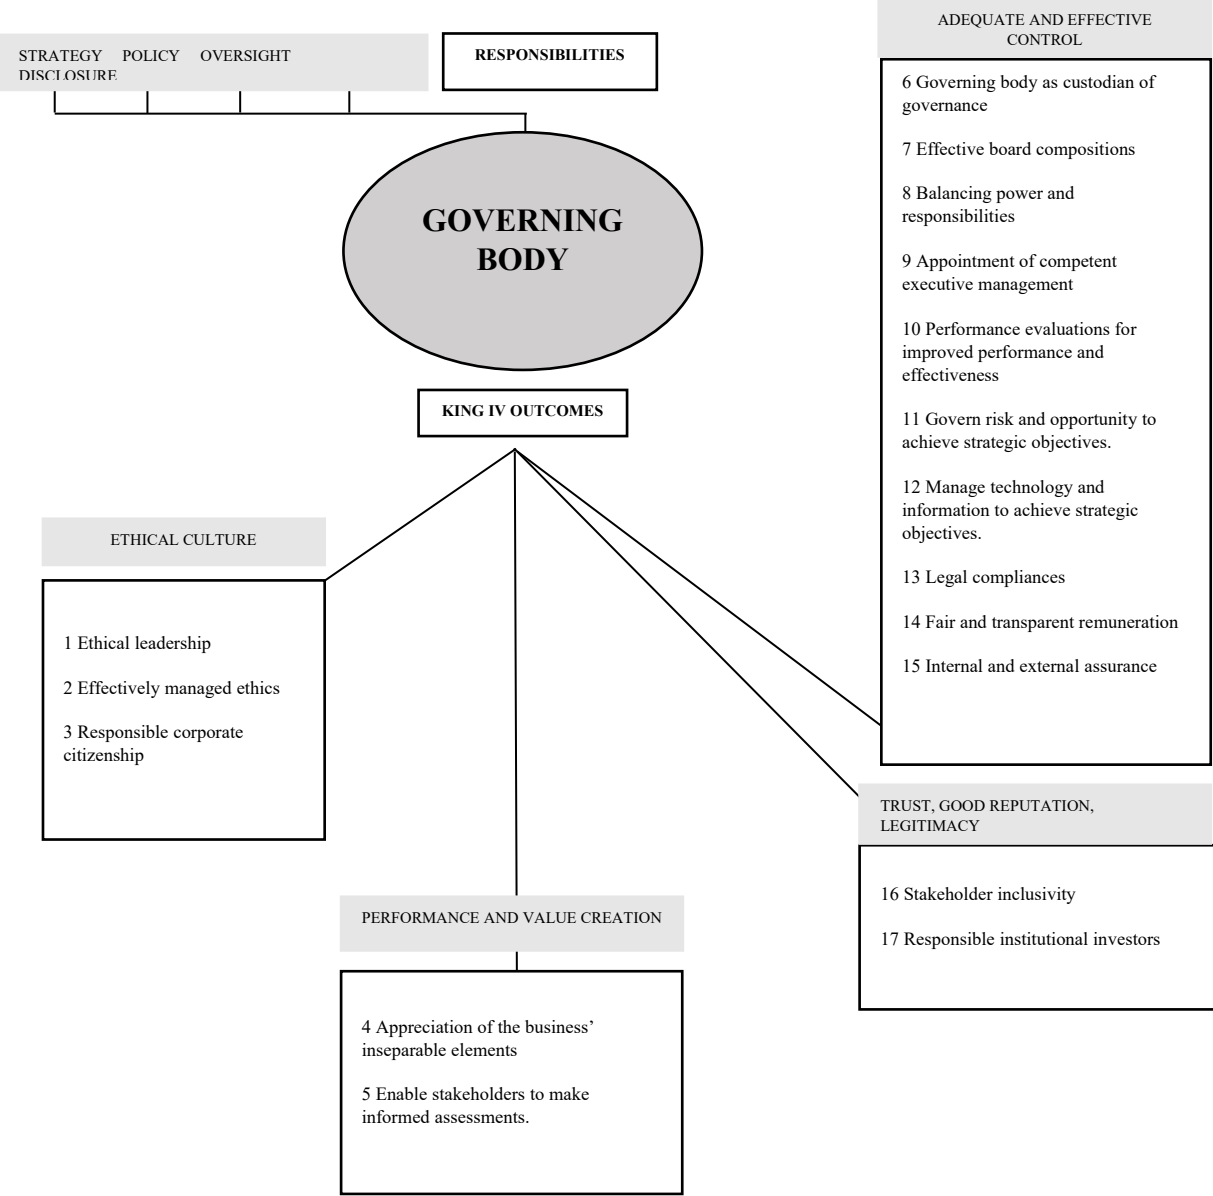 STRATEGY POLICY OVERSIGHT
DISCLOSURE
RESPONSIBILITIES
GOVERNING
BODY
KING IV OUTCOMES
ETHICAL CULTURE
1 Ethical leadership
2 Effectively managed ethics
3 Responsible corporate
citizenship
PERFORMANCE AND VALUE CREATION
4 Appreciation of the business’
inseparable elements
5 Enable stakeholders to make
informed assessments.
ADEQUATE AND EFFECTIVE
CONTROL
6 Governing body as custodian of
governance
7 Effective board compositions
8 Balancing power and
responsibilities
9 Appointment of competent
executive management
10 Performance evaluations for
improved performance and
effectiveness
11 Govern risk and opportunity to
achieve strategic objectives.
12 Manage technology and
information to achieve strategic
objectives.
13 Legal compliances
14 Fair and transparent remuneration
15 Internal and external assurance
TRUST, GOOD REPUTATION,
LEGITIMACY
16 Stakeholder inclusivity
17 Responsible institutional investors